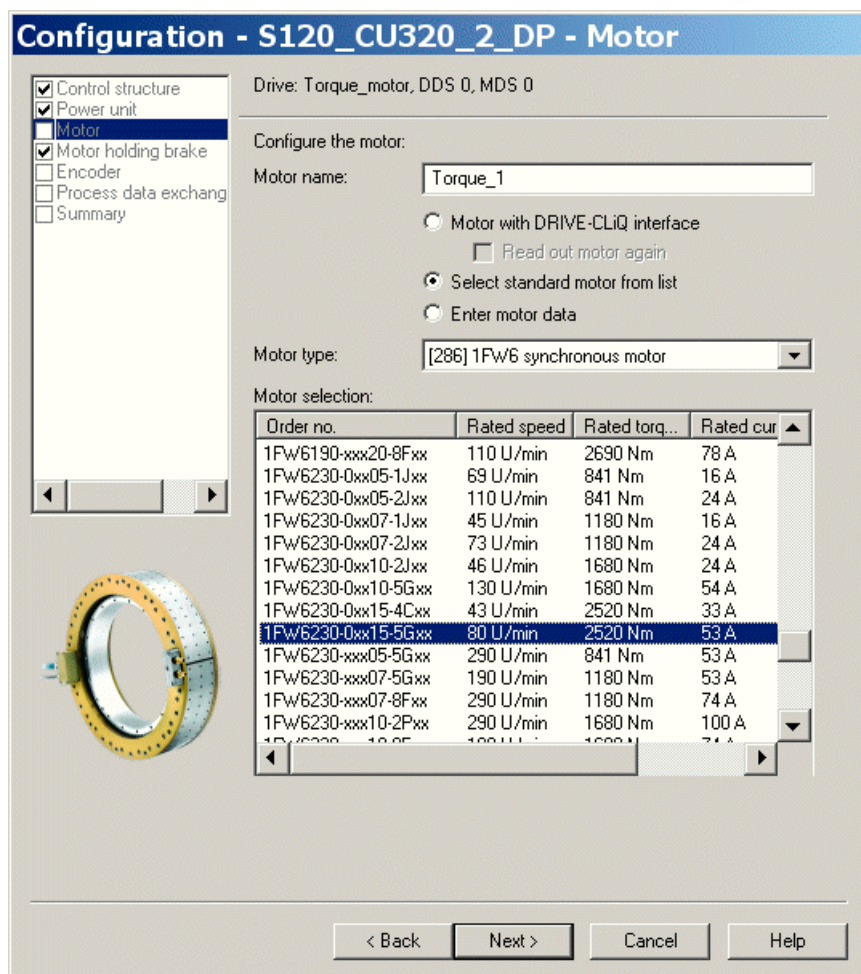 Configuration - S120_CU320_2_DP - Motor
Control structure
Power unit
Motor
Motor holding brake
Encoder
Process data exchang
Summary
Drive: Torque_motor, DDS 0, MDS 0
Configure the motor:
Motor name: Torque_1
Motor with DRIVE-CLiQ interface
Read out motor again
Select standard motor from list
Enter motor data
Motor type: [286] 1FW6 synchronous motor
Motor selection:
Order no. Rated speed Rated torq... Rated cur
1FW6190-xxx20-8Fxx 110 U/min 2690 Nm 78 A
1FW6230-0xx05-1Jxx 69 U/min 841 Nm 16 A
1FW6230-0xx05-2Jxx 110 U/min 841 Nm 24 A
1FW6230-0xx07-1Jxx 45 U/min 1180 Nm 16 A
1FW6230-0xx07-2Jxx 73 U/min 1180 Nm 24 A
1FW6230-0xx10-2Jxx 46 U/min 1680 Nm 24 A
1FW6230-0xx10-5Gxx 130 U/min 1680 Nm 54 A
1FW6230-0xx15-4Cxx 43 U/min 2520 Nm 33 A
1FW6230-0xx15-5Gxx 80 U/min 2520 Nm 53 A
1FW6230-xxx05-5Gxx 290 U/min 841 Nm 53 A
1FW6230-xxx07-5Gxx 190 U/min 1180 Nm 53 A
1FW6230-xxx07-8Fxx 290 U/min 1180 Nm 74 A
1FW6230-xxx10-2Pxx 290 U/min 1680 Nm 100 A
< Back Next > Cancel Help